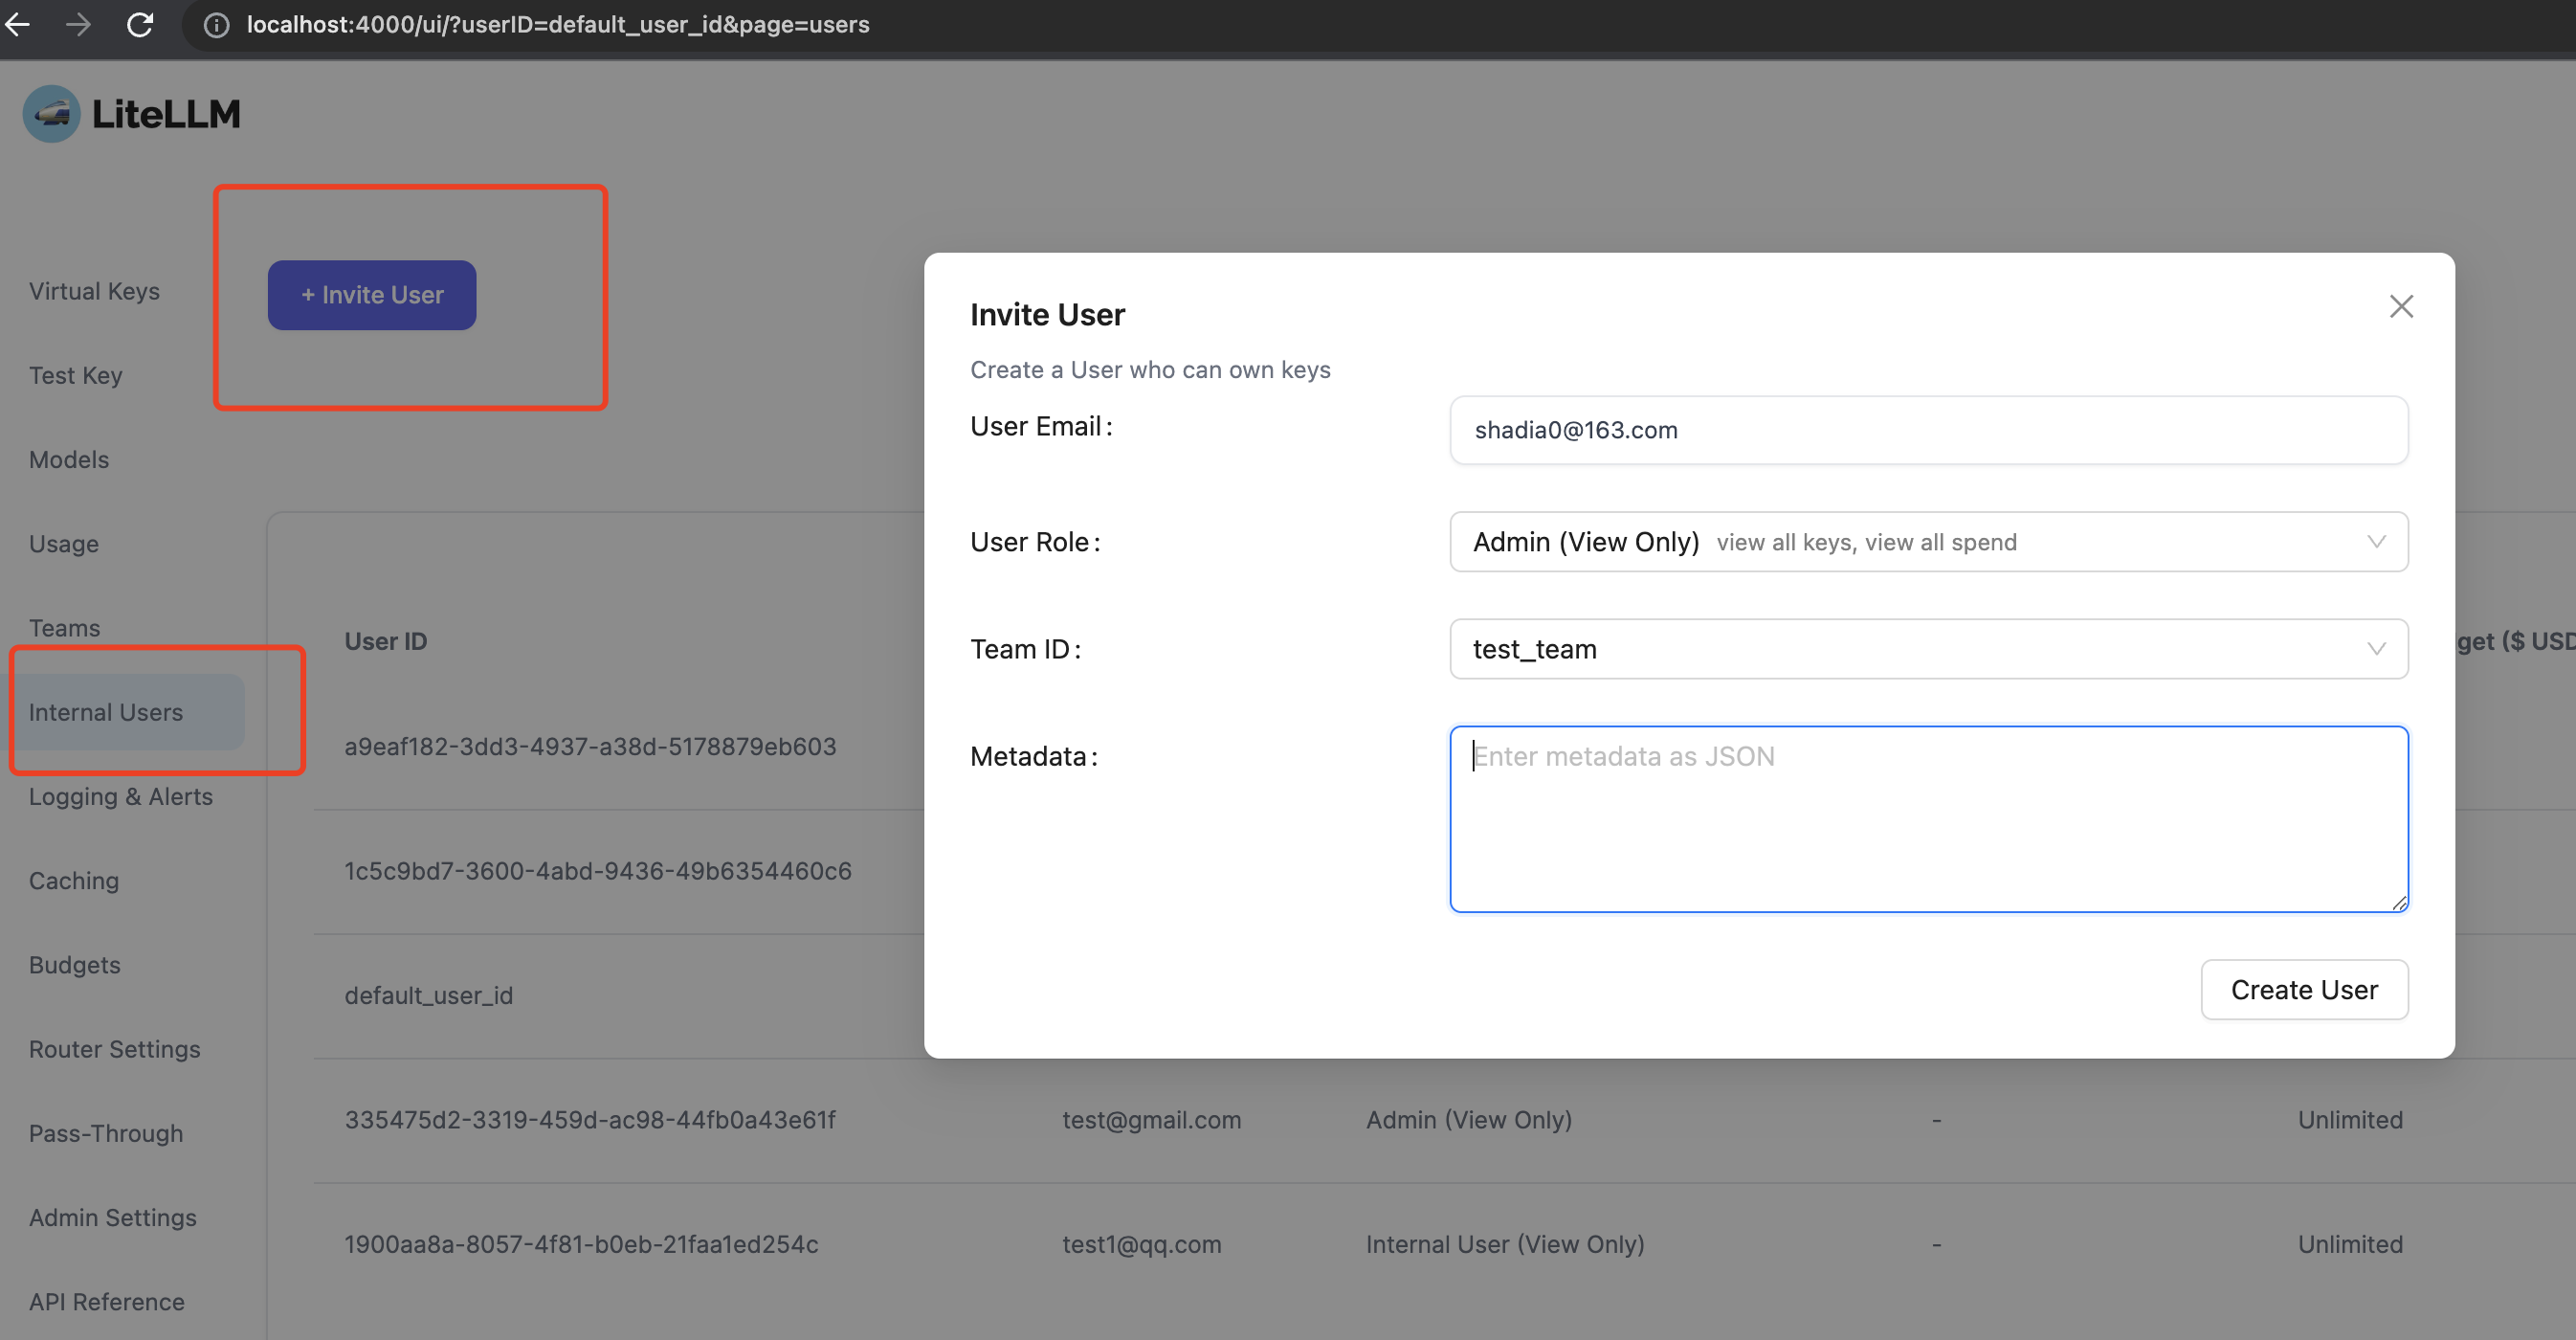 localhost:4000/ui/?userID=default_user_id&page=users
LiteLLM
Virtual Keys
Test Key
Models
Usage
Teams
Internal Users
Logging & Alerts
Caching
Budgets
Router Settings
Pass-Through
Admin Settings
API Reference
+ Invite User
User ID
get ($ USD
a9eaf182-3dd3-4937-a38d-5178879eb603
1c5c9bd7-3600-4abd-9436-49b6354460c6
default_user_id
335475d2-3319-459d-ac98-44fb0a43e61f test@gmail.com Admin (View Only) - Unlimited
1900aa8a-8057-4f81-b0eb-21faa1ed254c test1@qq.com Internal User (View Only) - Unlimited
Invite User
Create a User who can own keys
User Email: shadia0@163.com
User Role: Admin (View Only) view all keys, view all spend
Team ID: test_team
Metadata: Enter metadata as JSON
Create User